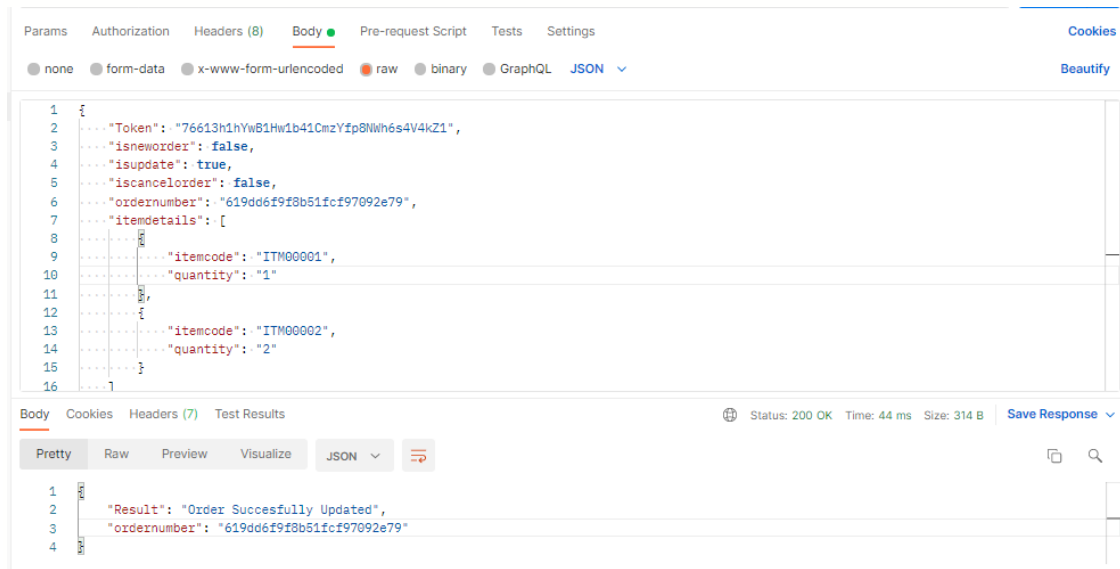 Params Authorization Headers (8) Body Pre-request Script Tests Settings Cookies
none form-data x-www-form-urlencoded raw binary GraphQL JSON Beautify
1 {
2 "Token": "76613h1hYwB1Hw1b41CmzYfp8NWh6s4V4kZ1",
3 "isneworder": false,
4 "isupdate": true,
5 "iscancelorder": false,
6 "ordernumber": "619dd6f9f8b51fcf97092e79",
7 "itemdetails": [
8 {
9 "itemcode": "ITM00001",
10 "quantity": "1"
11 },
12 {
13 "itemcode": "ITM00002",
14 "quantity": "2"
15 }
16 ]
Body Cookies Headers (7) Test Results Status: 200 OK Time: 44 ms Size: 314 B Save Response
Pretty Raw Preview Visualize JSON
1 {
2 "Result": "Order Succesfully Updated",
3 "ordernumber": "619dd6f9f8b51fcf97092e79"
4 }